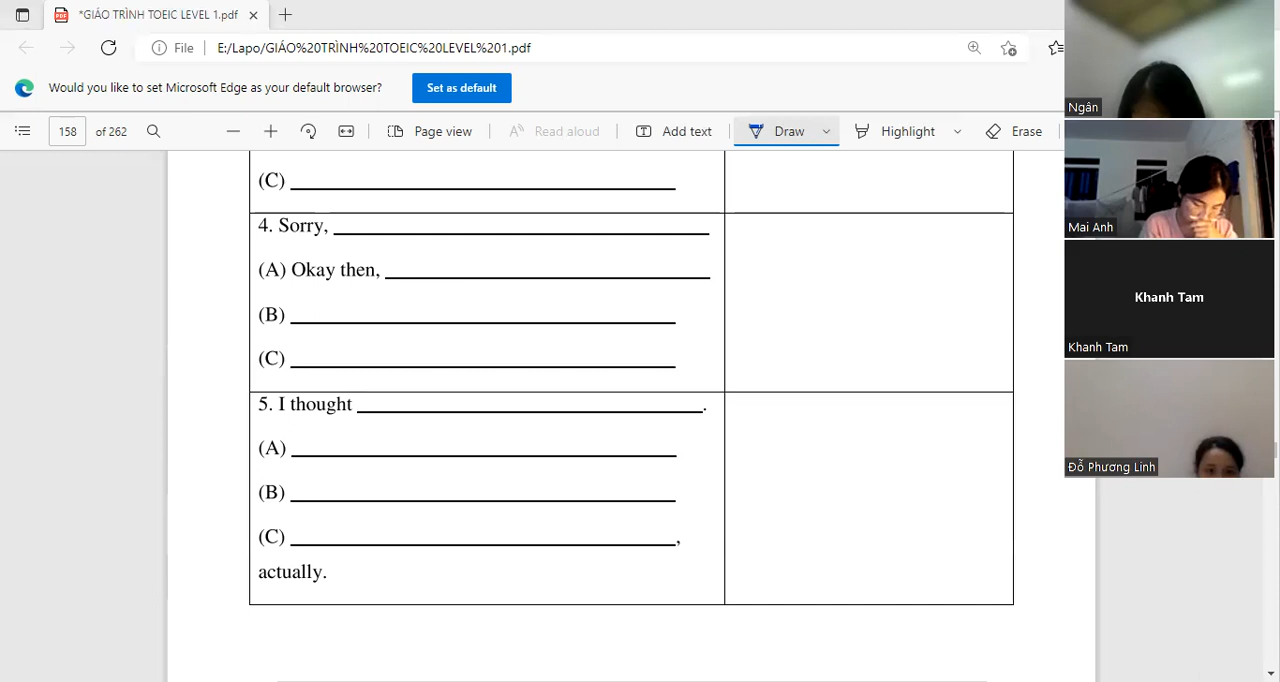 *GIÁO TRÌNH TOEIC LEVEL 1.pdf
File E:/Lapo/GIÁO%20TRÌNH%20TOEIC%20LEVEL%201.pdf
Would you like to set Microsoft Edge as your default browser? Set as default
158 of 262 Page view Read aloud Add text Draw Highlight Erase
(C)
4. Sorry,
(A) Okay then,
(B)
(C)
5. I thought .
(A)
(B)
(C) ,
actually.
Ngân
Mai Anh
Khanh Tam
Khanh Tam
Đỗ Phương Linh